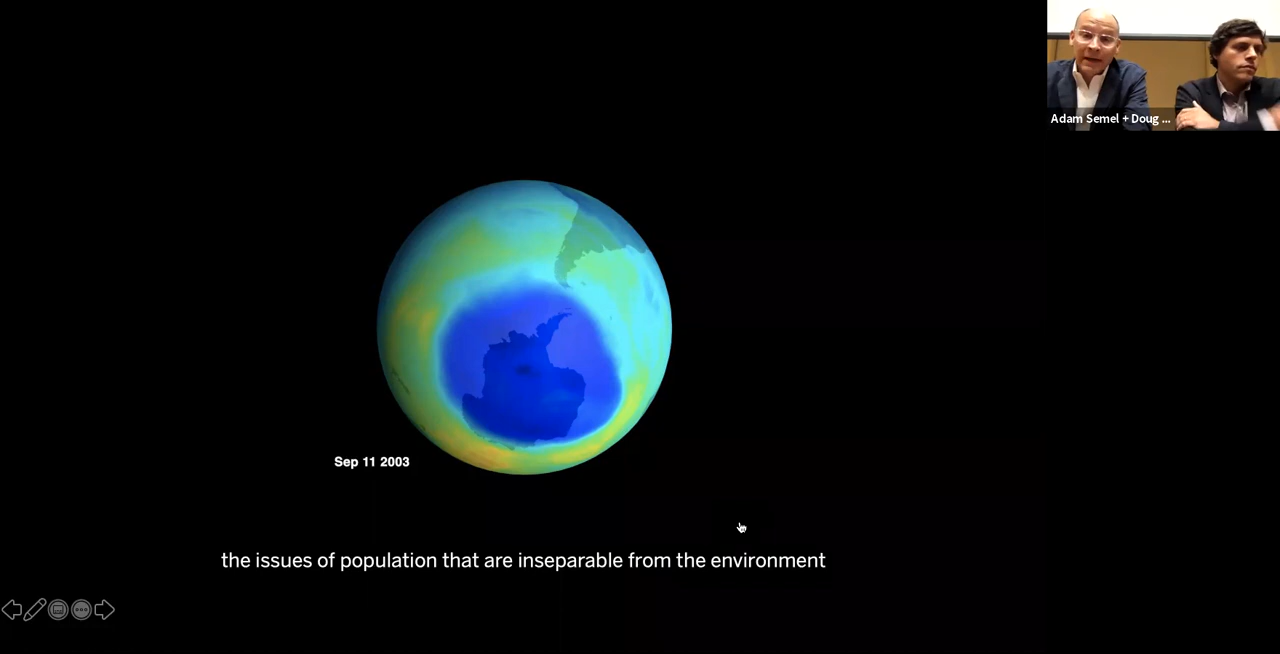 Adam Semel + Doug ...
Sep 11 2003
the issues of population that are inseparable from the environment